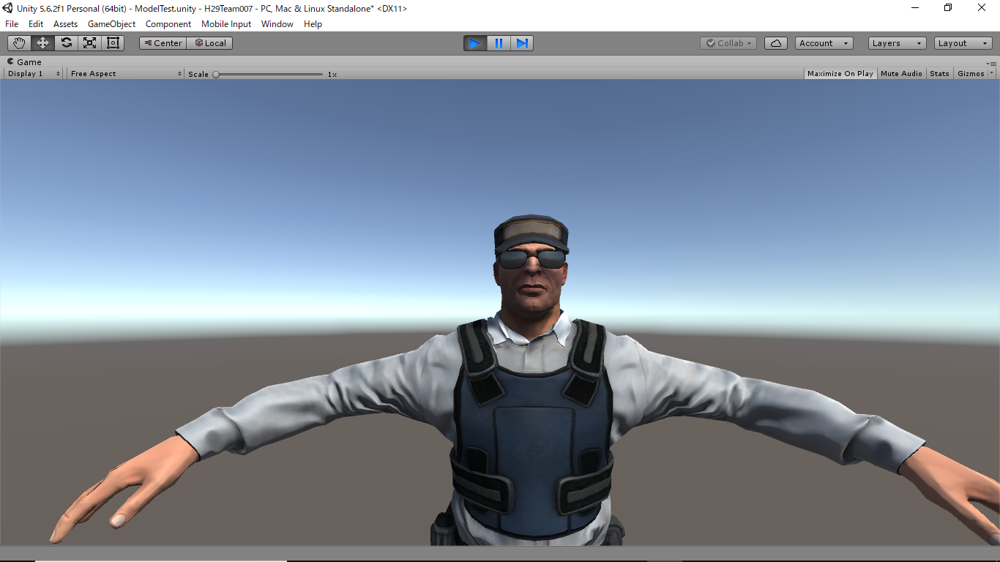 Unity 5.6.2f1 Personal (64bit) - ModelTest.unity - H29Team007 - PC, Mac & Linux Standalone* <DX11>
File Edit Assets GameObject Component Mobile Input Window Help
Center Local Collab Account Layers Layout
Game
Display 1 Free Aspect Scale 1x Maximize On Play Mute Audio Stats Gizmos